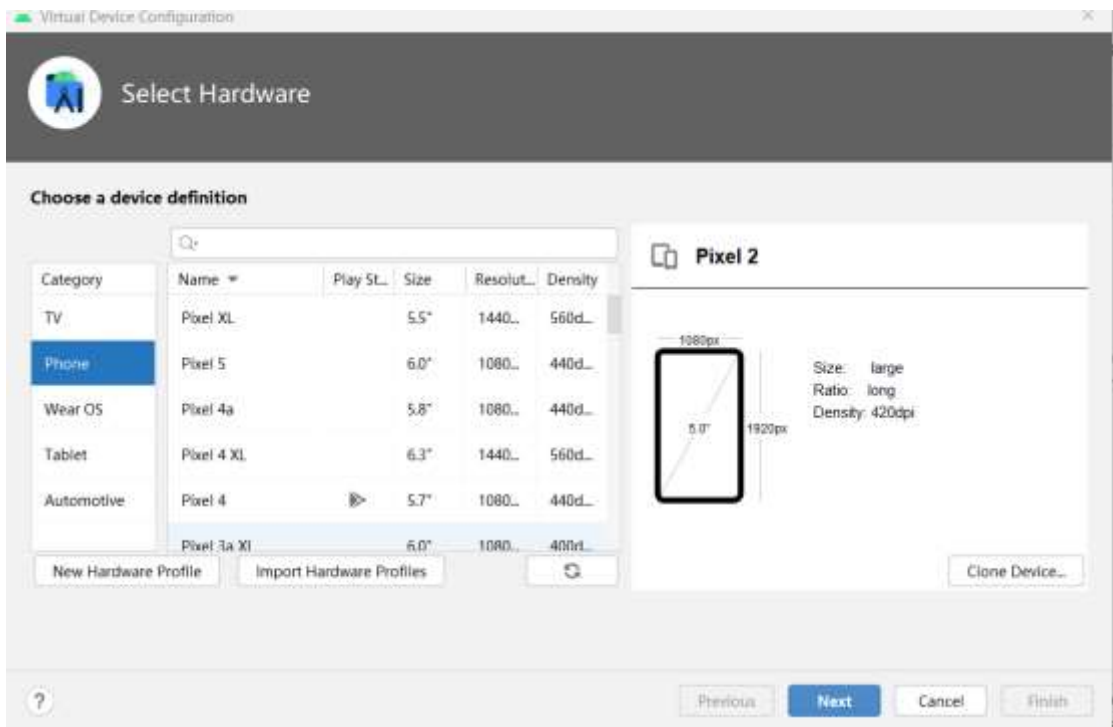 Virtual Device Configuration
Select Hardware
Choose a device definition
Category
TV
Phone
Wear OS
Tablet
Automotive
Name Play St... Size Resolut... Density
Pixel XL 5.5" 1440... 560d...
Pixel 5 6.0" 1080... 440d...
Pixel 4a 5.8" 1080... 440d...
Pixel 4 XL 6.3" 1440... 560d...
Pixel 4 5.7" 1080... 440d...
Pixel 3a XL 6.0" 1080... 400d...
New Hardware Profile Import Hardware Profiles
Pixel 2
1080px
5.0"
1920px
Size: large
Ratio: long
Density: 420dpi
Clone Device...
? Previous Next Cancel Finish